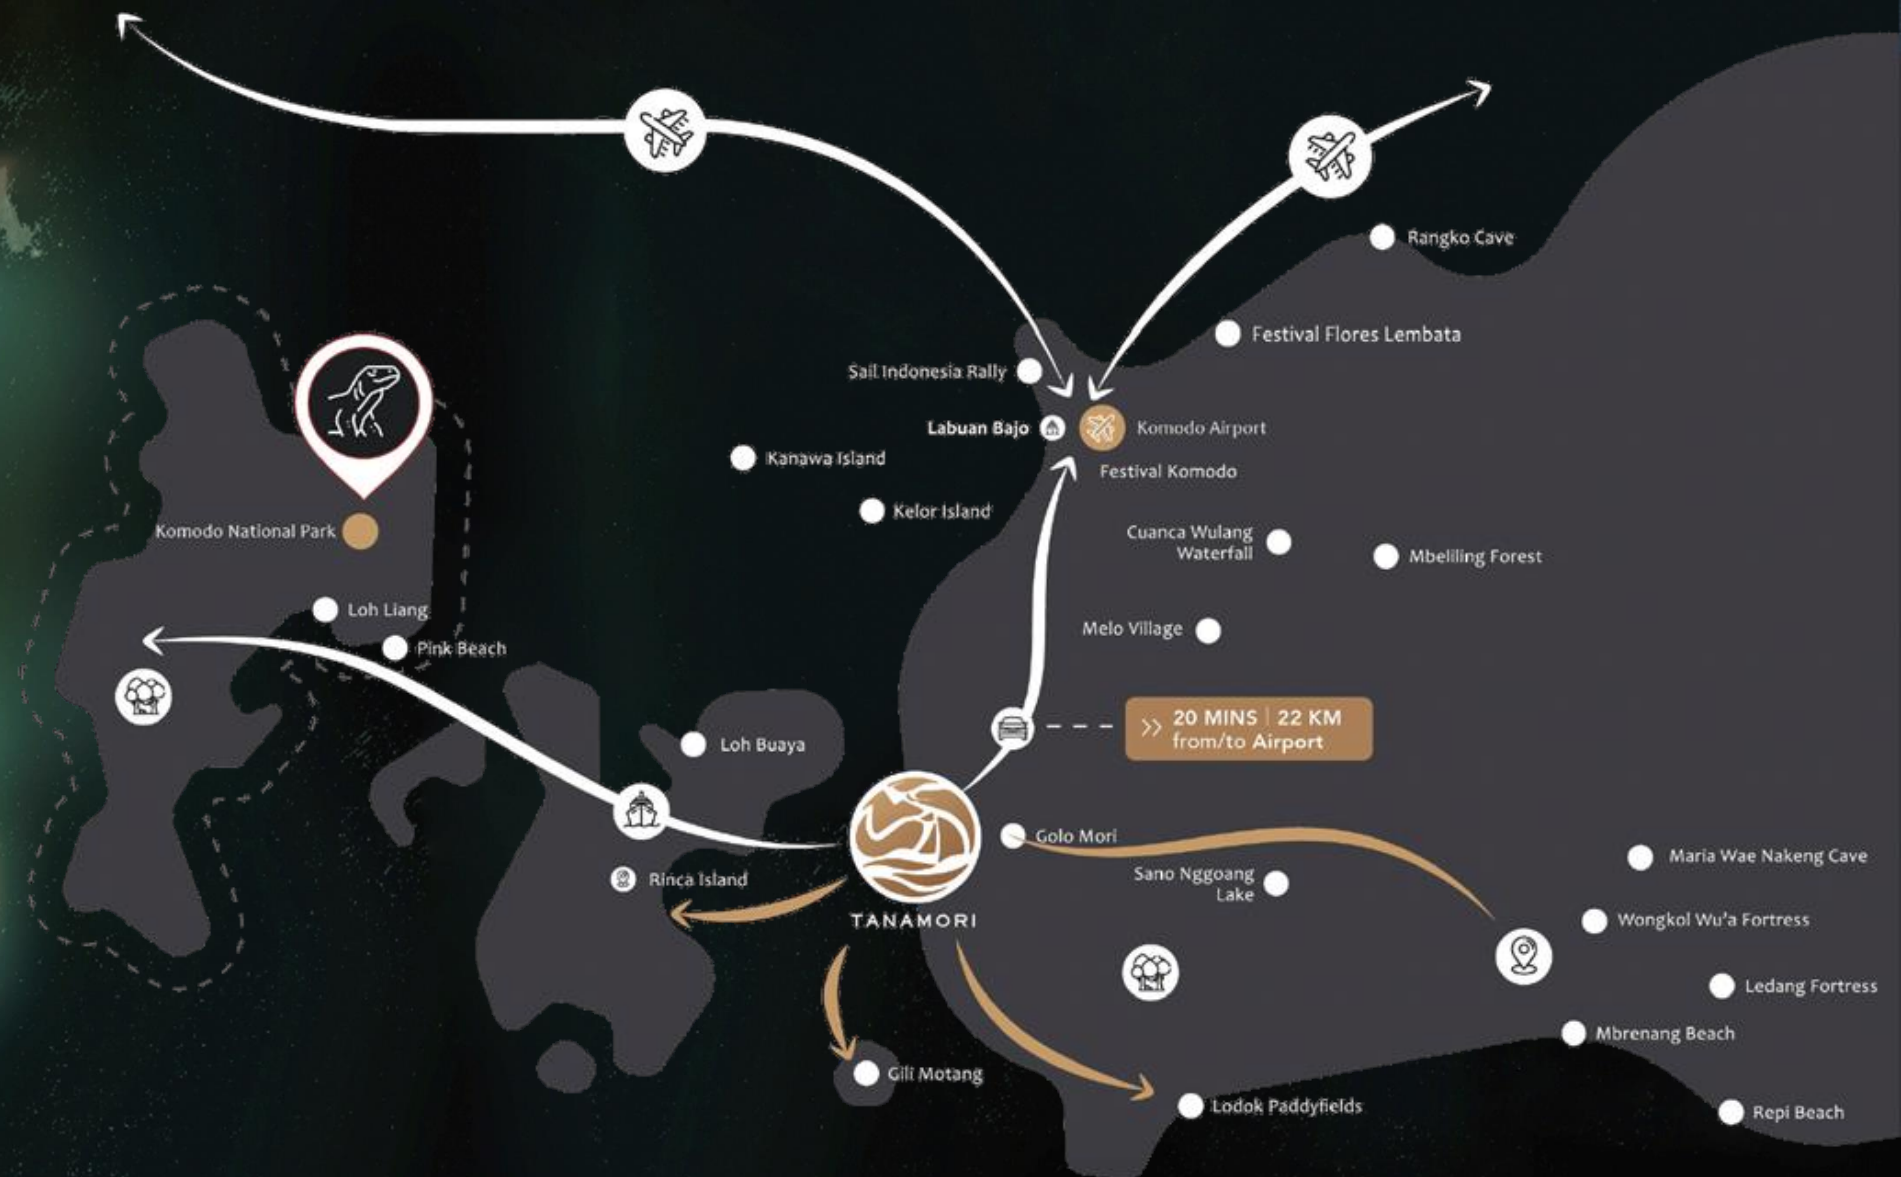 Rangko Cave
Festival Flores Lembata
Sail Indonesia Rally
Labuan Bajo
Komodo Airport
Kanawa Island
Festival Komodo
Kelor Island
Komodo National Park
Cuanca Wulang
Waterfall
Mbeliling Forest
Loh Liang
Melo Village
Pink Beach
20 MINS | 22 KM
from/to Airport
Loh Buaya
Golo Mori
Maria Wae Nakeng Cave
Sano Nggoang
Lake
Rinca Island
TANAMORI
Wongkol Wu'a Fortress
Ledang Fortress
Mbrenang Beach
Gili Motang
Lodok Paddyfields
Repi Beach